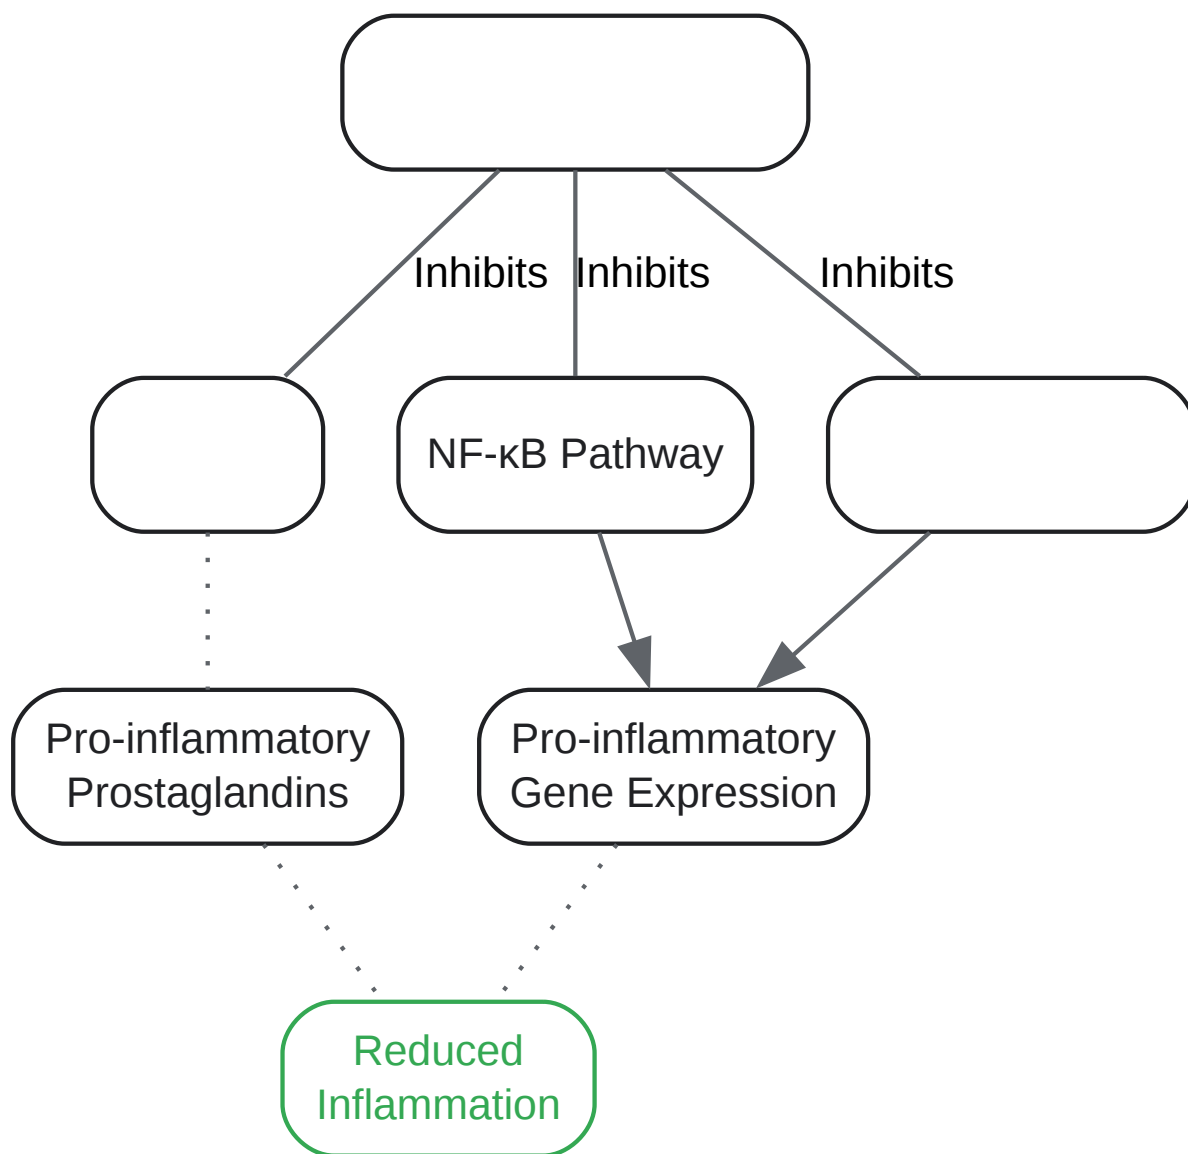 Inhibits
Inhibits
Inhibits
NF-κB Pathway
Pro-inflammatory
Prostaglandins
Pro-inflammatory
Gene Expression
Reduced
Inflammation